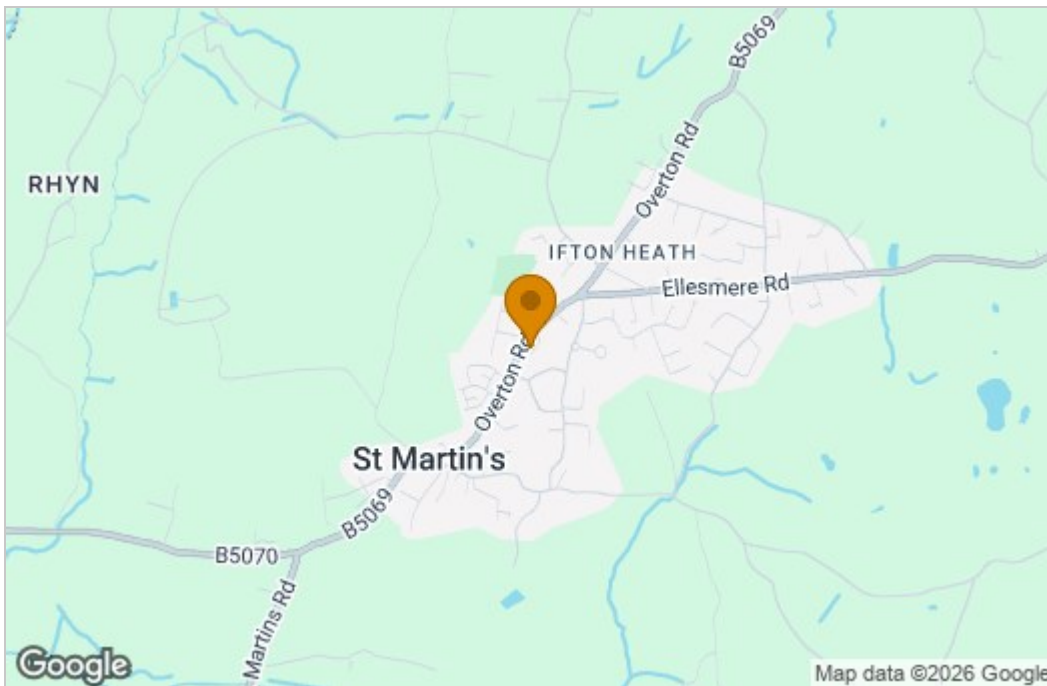 B5069
Overton Rd
RHYN
IFTON HEATH
Ellesmere Rd
Overton Rd
St Martin's
B5069
B5070
Martins Rd
Google
Map data ©2026 Google